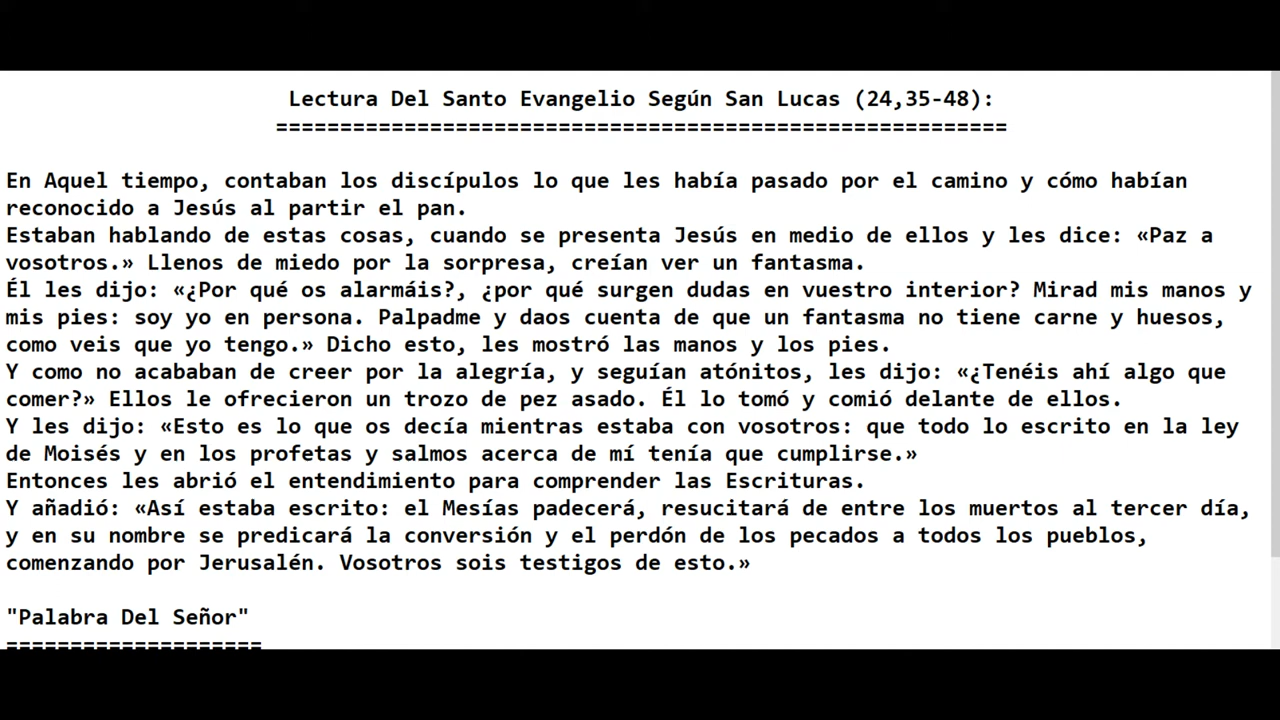 Lectura Del Santo Evangelio Según San Lucas (24,35-48):
=========================================================
En Aquel tiempo, contaban los discípulos lo que les había pasado por el camino y cómo habían
reconocido a Jesús al partir el pan.
Estaban hablando de estas cosas, cuando se presenta Jesús en medio de ellos y les dice: «Paz a
vosotros.» Llenos de miedo por la sorpresa, creían ver un fantasma.
Él les dijo: «¿Por qué os alarmáis?, ¿por qué surgen dudas en vuestro interior? Mirad mis manos y
mis pies: soy yo en persona. Palpadme y daos cuenta de que un fantasma no tiene carne y huesos,
como veis que yo tengo.» Dicho esto, les mostró las manos y los pies.
Y como no acababan de creer por la alegría, y seguían atónitos, les dijo: «¿Tenéis ahí algo que
comer?» Ellos le ofrecieron un trozo de pez asado. Él lo tomó y comió delante de ellos.
Y les dijo: «Esto es lo que os decía mientras estaba con vosotros: que todo lo escrito en la ley
de Moisés y en los profetas y salmos acerca de mí tenía que cumplirse.»
Entonces les abrió el entendimiento para comprender las Escrituras.
Y añadió: «Así estaba escrito: el Mesías padecerá, resucitará de entre los muertos al tercer día,
y en su nombre se predicará la conversión y el perdón de los pecados a todos los pueblos,
comenzando por Jerusalén. Vosotros sois testigos de esto.»
"Palabra Del Señor"
====================